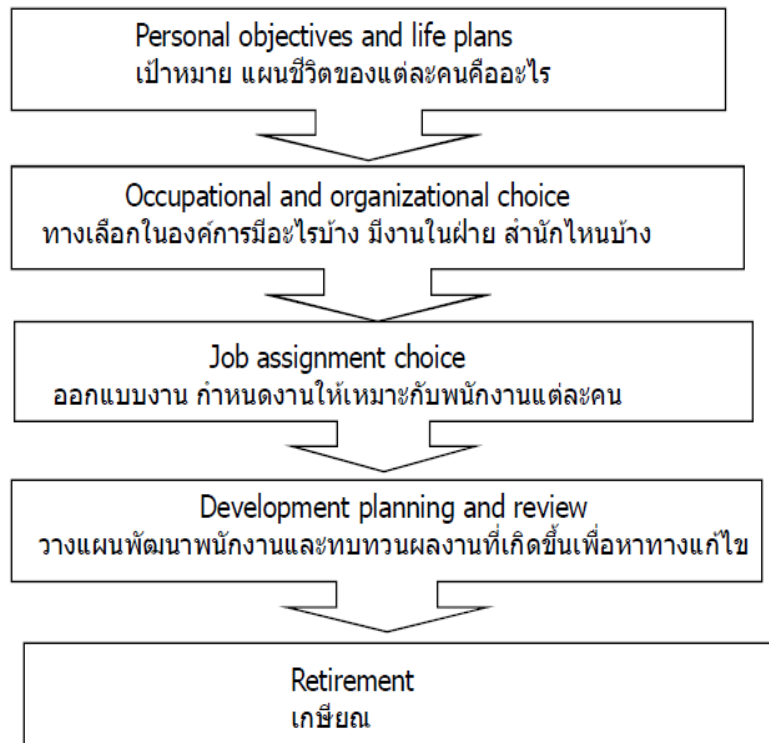 Personal objectives and life plans
เป้าหมาย แผนชีวิตของแต่ละคนคืออะไร
Occupational and organizational choice
ทางเลือกในองค์การมีอะไรบ้าง มีงานในฝ่าย สำนักไหนบ้าง
Job assignment choice
ออกแบบงาน กำหนดงานให้เหมาะกับพนักงานแต่ละคน
Development planning and review
วางแผนพัฒนาพนักงานและทบทวนผลงานที่เกิดขึ้นเพื่อหาทางแก้ไข
Retirement
เกษียณ